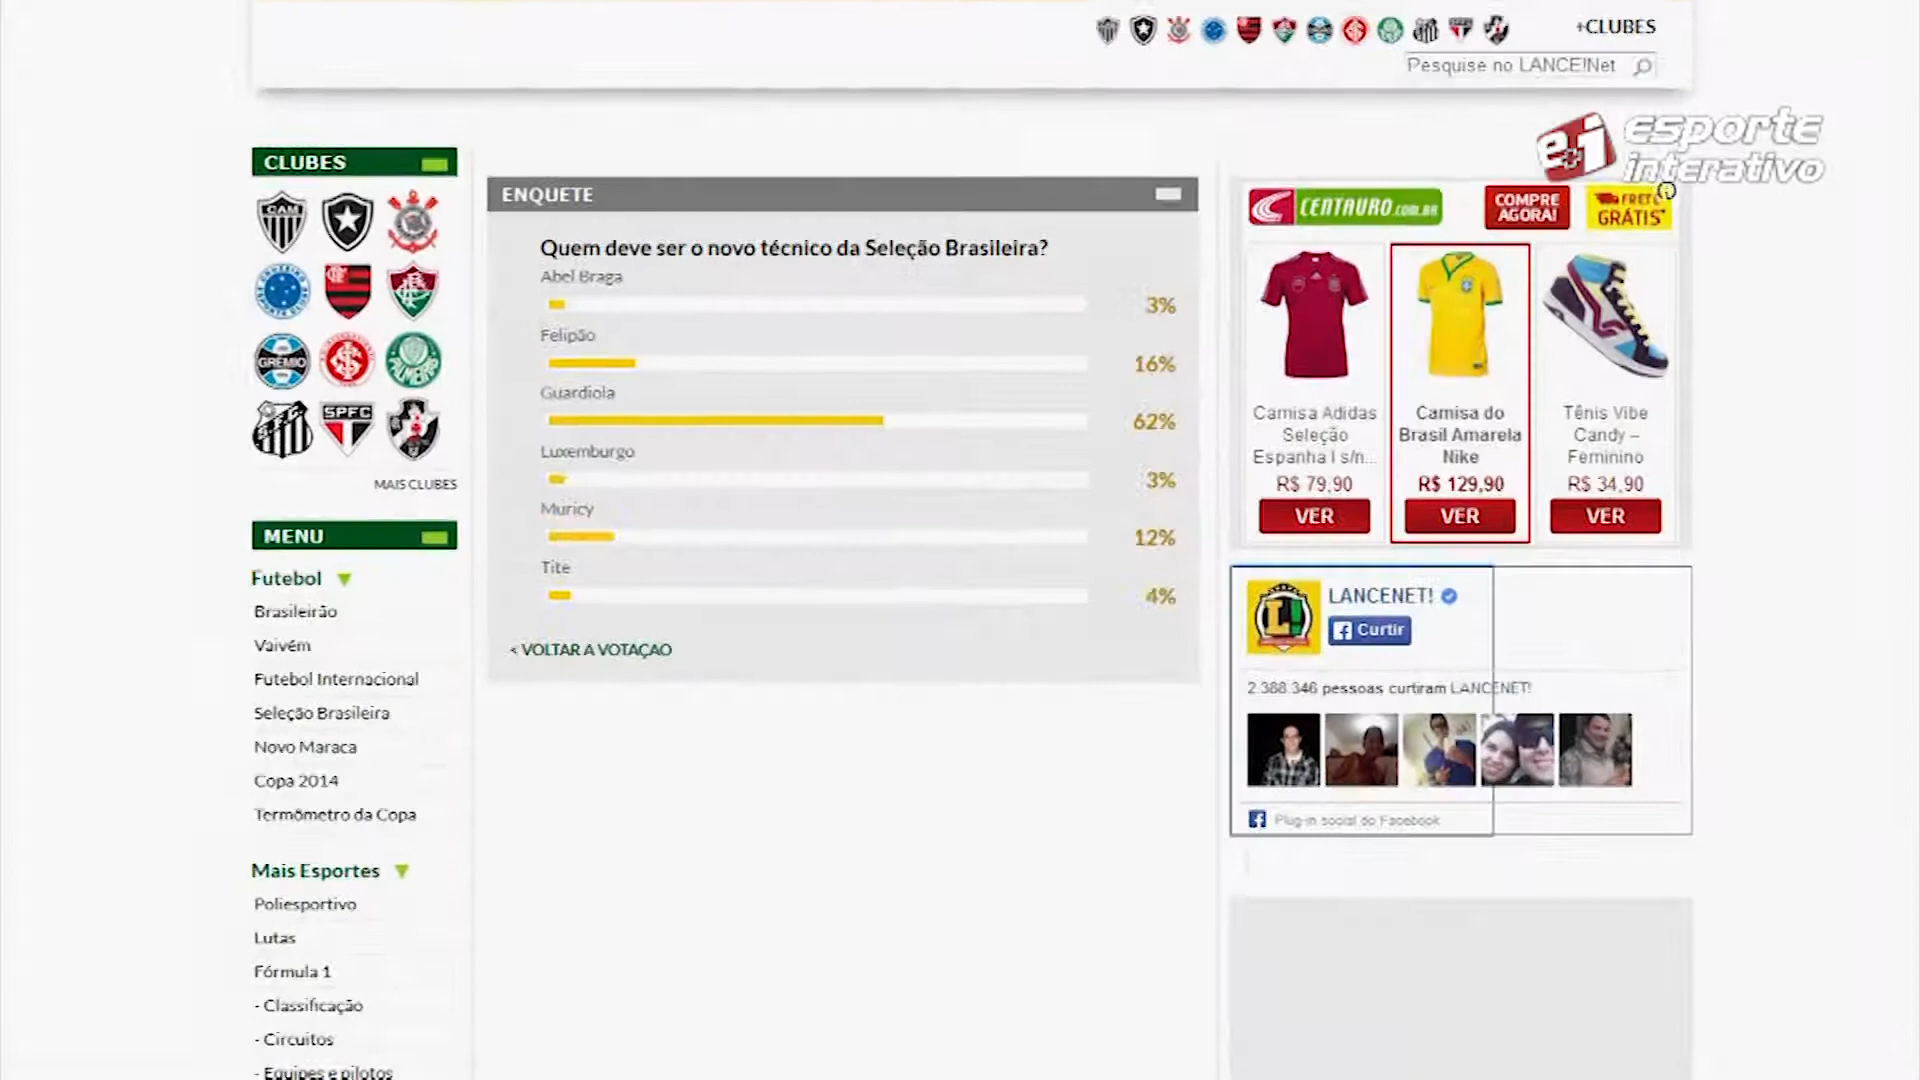 +CLUBES
Pesquise no LANCE!Net
esporte
interativo
CLUBES
CAM
GREMIO
PALMEIRAS
SPFC
MAIS CLUBES
MENU
Futebol
Brasileirão
Vaivém
Futebol Internacional
Seleção Brasileira
Novo Maraca
Copa 2014
Termômetro da Copa
Mais Esportes
Poliesportivo
Lutas
Fórmula 1
- Classificação
- Circuitos
- Equipes e pilotos
ENQUETE
Quem deve ser o novo técnico da Seleção Brasileira?
Abel Braga
3%
Felipão
16%
Guardiola
62%
Luxemburgo
3%
Muricy
12%
Tite
4%
< VOLTAR A VOTAÇAO
CENTAURO.COM.BR
COMPRE
AGORA!
FRETE
GRÁTIS*
Camisa Adidas
Seleção
Espanha I s/n...
R$ 79,90
VER
Camisa do
Brasil Amarela
Nike
R$ 129,90
VER
Tênis Vibe
Candy –
Feminino
R$ 34,90
VER
LANCENET!
Curtir
2.388.346 pessoas curtiram LANCENET!
Plug-in social do Facebook